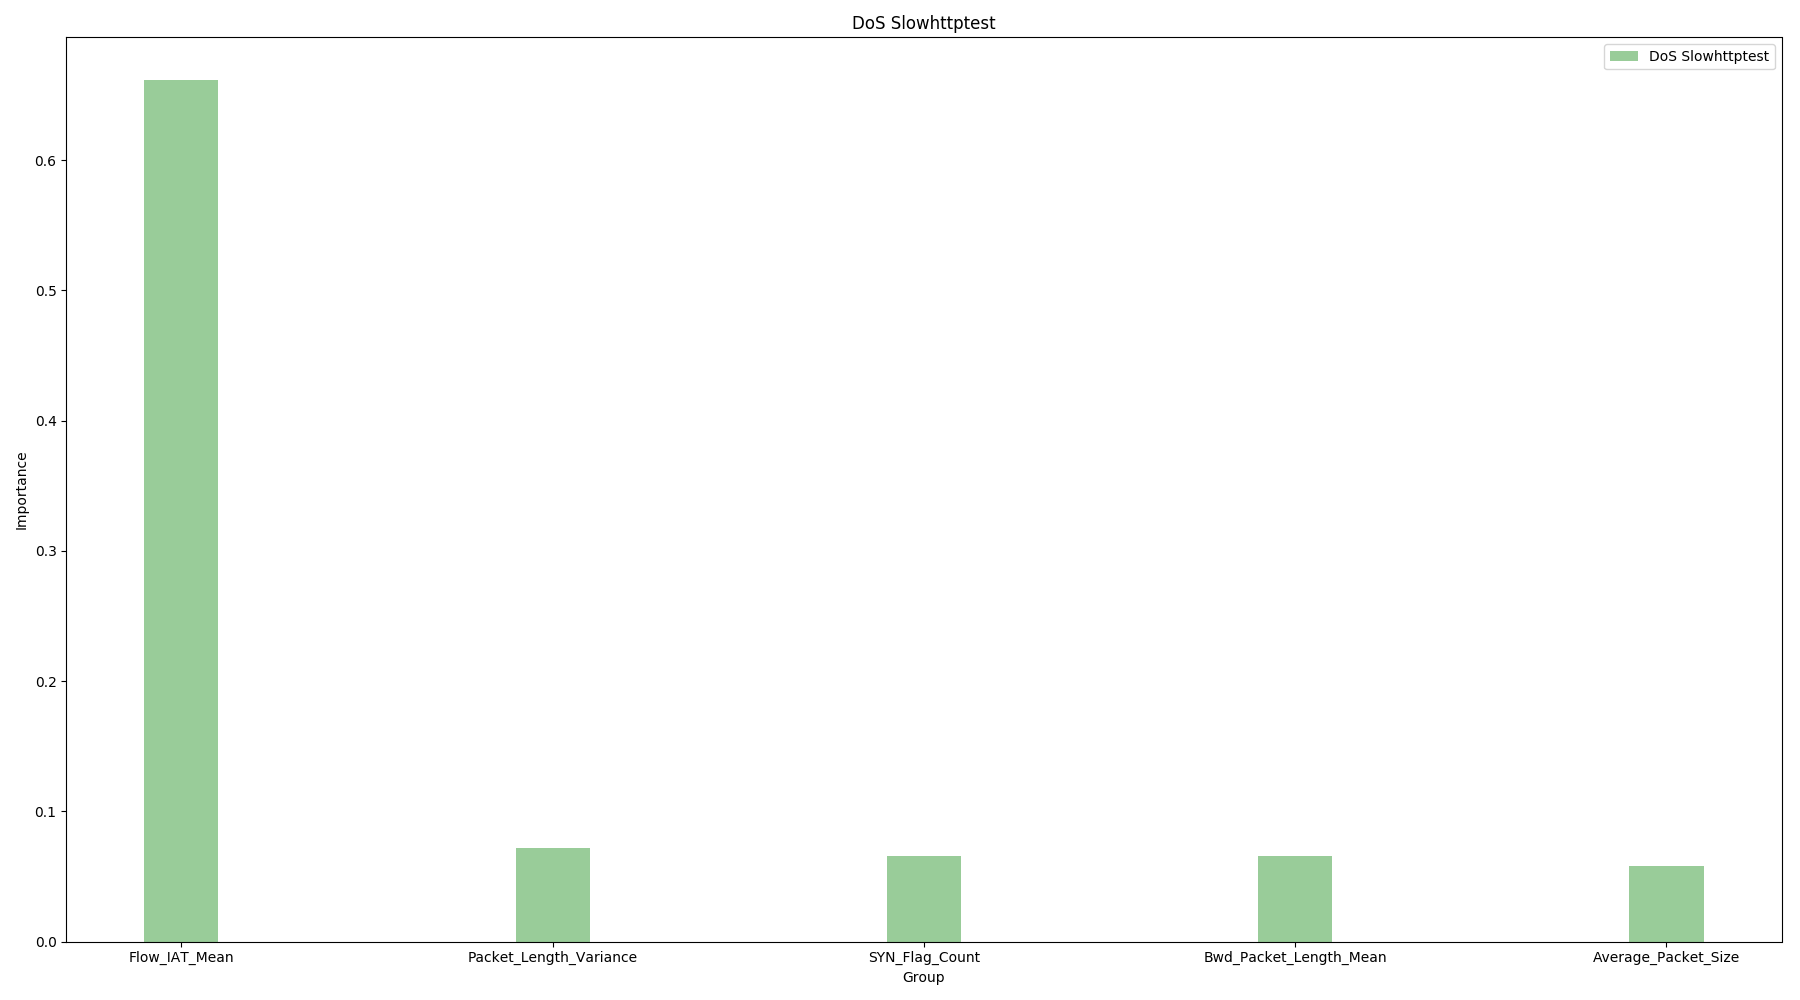 DoS Slowhttptest
DoS Slowhttptest
0.6
0.5
0.4
0.3
0.2
0.1
0.0
Importance
Flow_IAT_Mean
Packet_Length_Variance
SYN_Flag_Count
Bwd_Packet_Length_Mean
Average_Packet_Size
Group